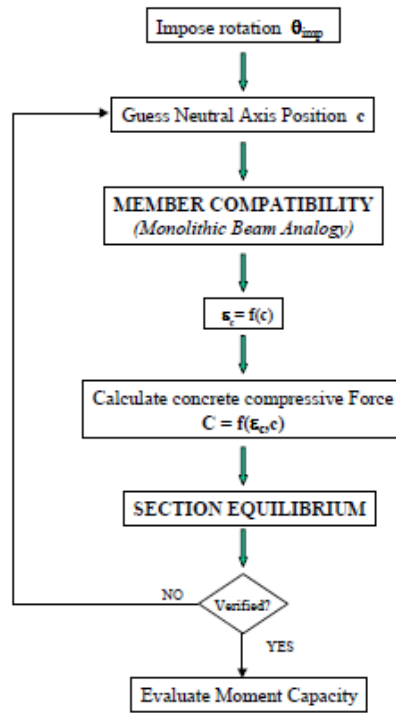 Impose rotation θimp
Guess Neutral Axis Position c
MEMBER COMPATIBILITY
(Monolithic Beam Analogy)
εc= f(c)
Calculate concrete compressive Force
C = f(εc,c)
SECTION EQUILIBRIUM
NO
Verified?
YES
Evaluate Moment Capacity